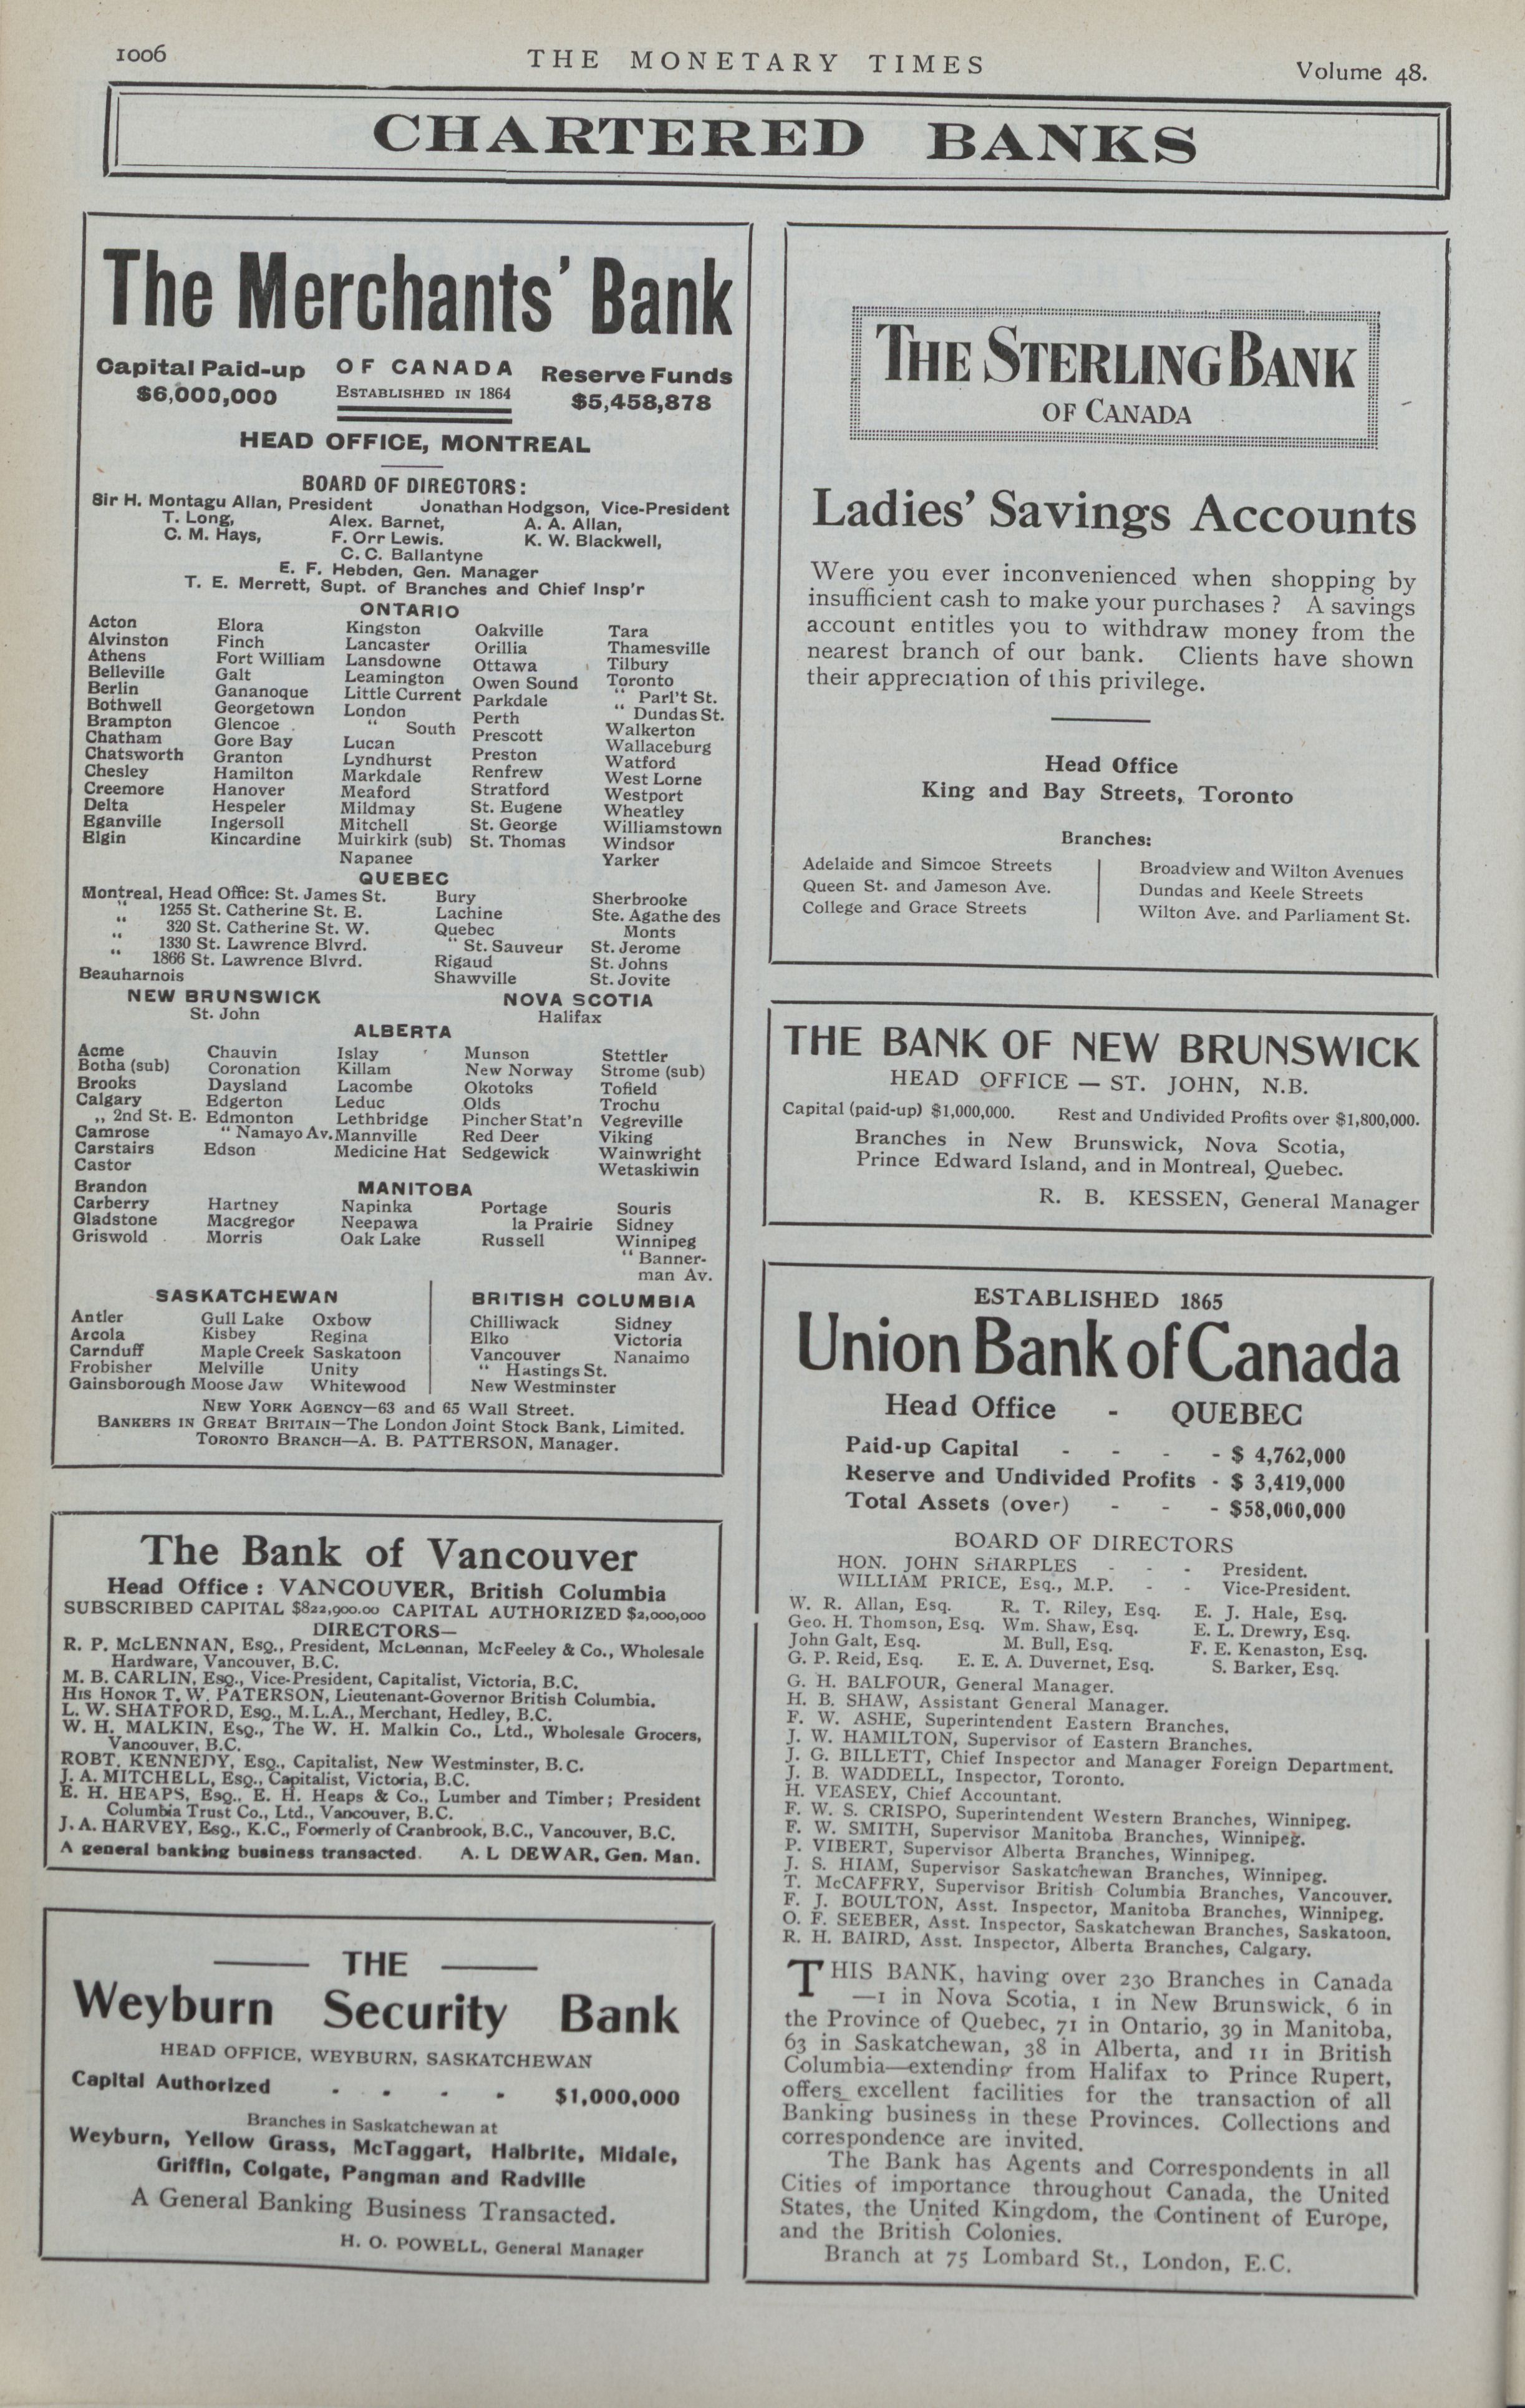 1006
THE MONETARY TIMES
Volume 48.
CHARTERED BANKS
The Merchants' Bank
Capital Paid-up
$6,000,000
OF CANADA
ESTABLISHED IN 1864
Reserve Funds
$5,458,878
HEAD OFFICE, MONTREAL
BOARD OF DIRECTORS:
Sir H. Montagu Allan, President Jonathan Hodgson, Vice-President
T. Long, Alex. Barnet, A. A. Allan,
C. M. Hays, F. Orr Lewis. K. W. Blackwell,
C. C. Ballantyne
E. F. Hebden, Gen. Manager
T. E. Merrett, Supt. of Branches and Chief Insp'r
ONTARIO
Acton Elora Kingston Oakville Tara
Alvinston Finch Lancaster Orillia Thamesville
Athens Fort William Lansdowne Ottawa Tilbury
Belleville Galt Leamington Owen Sound Toronto
Berlin Gananoque Little Current Parkdale " Parl't St.
Bothwell Georgetown London Perth " Dundas St.
Brampton Glencoe " South Prescott Walkerton
Chatham Gore Bay Lucan Preston Wallaceburg
Chatsworth Granton Lyndhurst Renfrew Watford
Chesley Hamilton Markdale Stratford West Lorne
Creemore Hanover Meaford St. Eugene Westport
Delta Hespeler Mildmay St. George Wheatley
Eganville Ingersoll Mitchell St. Thomas Williamstown
Elgin Kincardine Muirkirk (sub) Windsor
Napanee Yarker
QUEBEC
Montreal, Head Office: St. James St. Bury Sherbrooke
" 1255 St. Catherine St. E. Lachine Ste. Agathe des
" 320 St. Catherine St. W. Quebec Monts
" 1330 St. Lawrence Blvrd. " St. Sauveur St. Jerome
" 1866 St. Lawrence Blvrd. Rigaud St. Johns
Beauharnois Shawville St. Jovite
NEW BRUNSWICK NOVA SCOTIA
St. John Halifax
ALBERTA
Acme Chauvin Islay Munson Stettler
Botha (sub) Coronation Killam New Norway Strome (sub)
Brooks Daysland Lacombe Okotoks Tofield
Calgary Edgerton Leduc Olds Trochu
,, 2nd St. E. Edmonton Lethbridge Pincher Stat'n Vegreville
Camrose " Namayo Av. Mannville Red Deer Viking
Carstairs Edson Medicine Hat Sedgewick Wainwright
Castor Wetaskiwin
MANITOBA
Brandon
Carberry Hartney Napinka Portage Souris
Gladstone Macgregor Neepawa la Prairie Sidney
Griswold Morris Oak Lake Russell Winnipeg
" Banner-
man Av.
SASKATCHEWAN
Antler Gull Lake Oxbow
Arcola Kisbey Regina
Carnduff Maple Creek Saskatoon
Frobisher Melville Unity
Gainsborough Moose Jaw Whitewood
BRITISH COLUMBIA
Chilliwack Sidney
Elko Victoria
Vancouver Nanaimo
" Hastings St.
New Westminster
NEW YORK AGENCY—63 and 65 Wall Street.
BANKERS IN GREAT BRITAIN—The London Joint Stock Bank, Limited.
TORONTO BRANCH—A. B. PATTERSON, Manager.
The Bank of Vancouver
Head Office : VANCOUVER, British Columbia
SUBSCRIBED CAPITAL $822,900.00 CAPITAL AUTHORIZED $2,000,000
DIRECTORS—
R. P. McLENNAN, Esq., President, McLennan, McFeeley & Co., Wholesale
Hardware, Vancouver, B.C.
M. B. CARLIN, Esq., Vice-President, Capitalist, Victoria, B.C.
His Honor T. W. PATERSON, Lieutenant-Governor British Columbia.
L. W. SHATFORD, Esq., M.L.A., Merchant, Hedley, B.C.
W. H. MALKIN, Esq., The W. H. Malkin Co., Ltd., Wholesale Grocers,
Vancouver, B.C.
ROBT. KENNEDY, Esq., Capitalist, New Westminster, B.C.
J. A. MITCHELL, Esq., Capitalist, Victoria, B.C.
E. H. HEAPS, Esq., E. H. Heaps & Co., Lumber and Timber; President
Columbia Trust Co., Ltd., Vancouver, B.C.
J. A. HARVEY, Esq., K.C., Formerly of Cranbrook, B.C., Vancouver, B.C.
A general banking business transacted. A. L DEWAR, Gen. Man.
THE
Weyburn Security Bank
HEAD OFFICE, WEYBURN, SASKATCHEWAN
Capital Authorized - - - - $1,000,000
Branches in Saskatchewan at
Weyburn, Yellow Grass, McTaggart, Halbrite, Midale,
Griffin, Colgate, Pangman and Radville
A General Banking Business Transacted.
H. O. POWELL, General Manager
THE STERLING BANK
OF CANADA
Ladies' Savings Accounts
Were you ever inconvenienced when shopping by
insufficient cash to make your purchases ? A savings
account entitles you to withdraw money from the
nearest branch of our bank. Clients have shown
their appreciation of this privilege.
Head Office
King and Bay Streets, Toronto
Branches:
Adelaide and Simcoe Streets
Queen St. and Jameson Ave.
College and Grace Streets
Broadview and Wilton Avenues
Dundas and Keele Streets
Wilton Ave. and Parliament St.
THE BANK OF NEW BRUNSWICK
HEAD OFFICE — ST. JOHN, N.B.
Capital (paid-up) $1,000,000. Rest and Undivided Profits over $1,800,000.
Branches in New Brunswick, Nova Scotia,
Prince Edward Island, and in Montreal, Quebec.
R. B. KESSEN, General Manager
ESTABLISHED 1865
Union Bank of Canada
Head Office - QUEBEC
Paid-up Capital - - - - $ 4,762,000
Reserve and Undivided Profits - $ 3,419,000
Total Assets (over) - - - $58,000,000
BOARD OF DIRECTORS
HON. JOHN SHARPLES - - - President.
WILLIAM PRICE, Esq., M.P. - - Vice-President.
W. R. Allan, Esq. R. T. Riley, Esq. E. J. Hale, Esq.
Geo. H. Thomson, Esq. Wm. Shaw, Esq. E. L. Drewry, Esq.
John Galt, Esq. M. Bull, Esq. F. E. Kenaston, Esq.
G. P. Reid, Esq. E. E. A. Duvernet, Esq. S. Barker, Esq.
G. H. BALFOUR, General Manager.
H. B. SHAW, Assistant General Manager.
F. W. ASHE, Superintendent Eastern Branches.
J. W. HAMILTON, Supervisor of Eastern Branches.
J. G. BILLETT, Chief Inspector and Manager Foreign Department.
J. B. WADDELL, Inspector, Toronto.
H. VEASEY, Chief Accountant.
F. W. S. CRISPO, Superintendent Western Branches, Winnipeg.
F. W. SMITH, Supervisor Manitoba Branches, Winnipeg.
P. VIBERT, Supervisor Alberta Branches, Winnipeg.
J. S. HIAM, Supervisor Saskatchewan Branches, Winnipeg.
T. McCAFFRY, Supervisor British Columbia Branches, Vancouver.
F. J. BOULTON, Asst. Inspector, Manitoba Branches, Winnipeg.
O. F. SEEBER, Asst. Inspector, Saskatchewan Branches, Saskatoon.
R. H. BAIRD, Asst. Inspector, Alberta Branches, Calgary.
THIS BANK, having over 230 Branches in Canada
—1 in Nova Scotia, 1 in New Brunswick, 6 in
the Province of Quebec, 71 in Ontario, 39 in Manitoba,
63 in Saskatchewan, 38 in Alberta, and 11 in British
Columbia—extending from Halifax to Prince Rupert,
offers excellent facilities for the transaction of all
Banking business in these Provinces. Collections and
correspondence are invited.
The Bank has Agents and Correspondents in all
Cities of importance throughout Canada, the United
States, the United Kingdom, the Continent of Europe,
and the British Colonies.
Branch at 75 Lombard St., London, E.C.